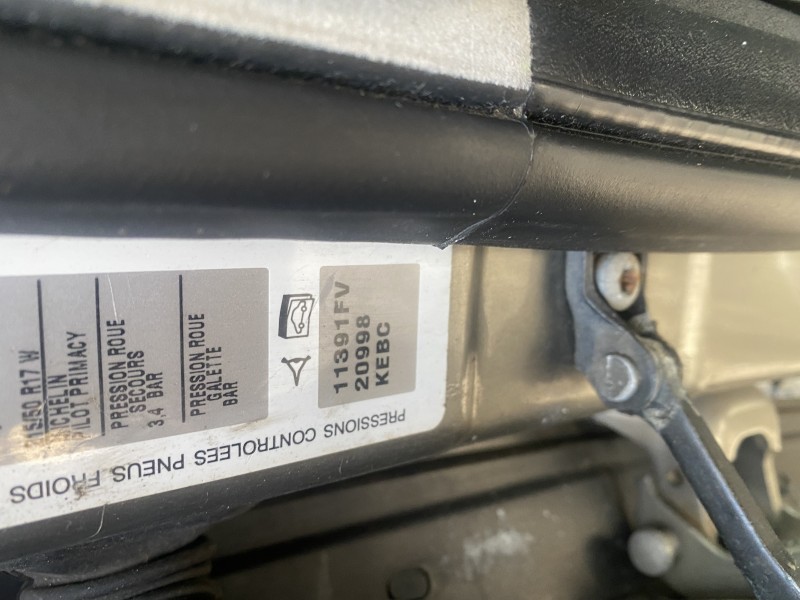 R17 W
PILOT PRIMACY
PRESSION ROUE
SECOURS
3.4 BAR
PRESSION ROUE
GALETTE
BAR
11391FV
20998
KEBC
PRESSIONS CONTROLEES PNEUS FROIDS